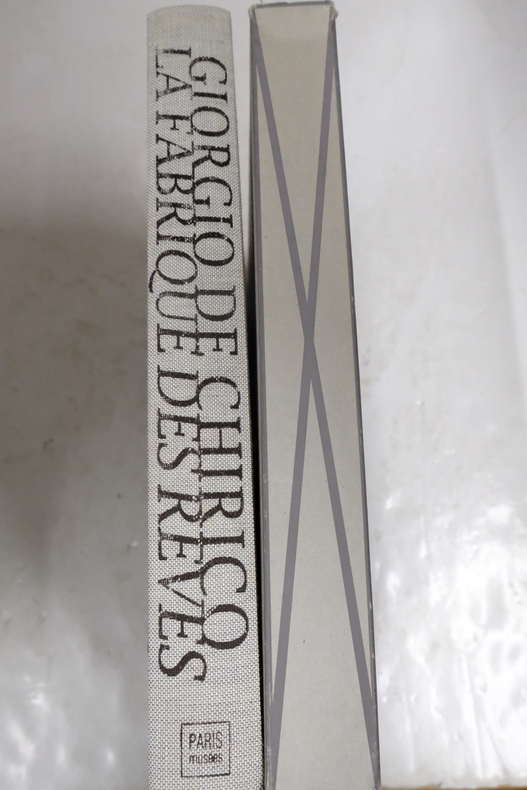 GIORGIO DE CHIRICO
LA FABRIQUE DES RÊVES
PARIS
musées